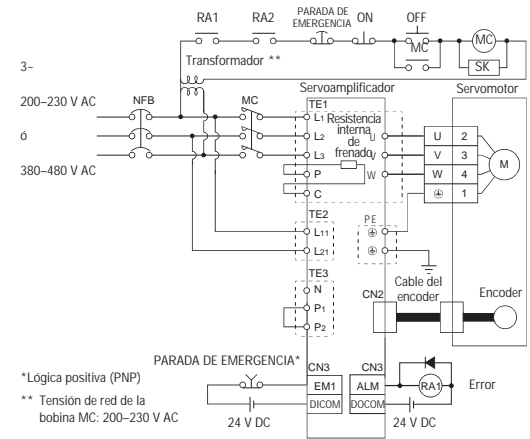 RA1 RA2 PARADA DE EMERGENCIA ON OFF
MC
MC
SK
Transformador **
3~
200–230 V AC
ó
380–480 V AC
NFB
MC
Servoamplificador
Servomotor
TE1
L1
L2
L3
P
C
Resistencia
interna
de
frenado
U
V
W
U 2
V 3
W 4
1
M
TE2
L11
L21
PE
TE3
N
P1
P2
CN2
Cable del
encoder
Encoder
PARADA DE EMERGENCIA*
CN3
EM1
DICOM
24 V DC
CN3
ALM
DOCOM
24 V DC
RA1
Error
*Lógica positiva (PNP)
** Tensión de red de la
bobina MC: 200–230 V AC